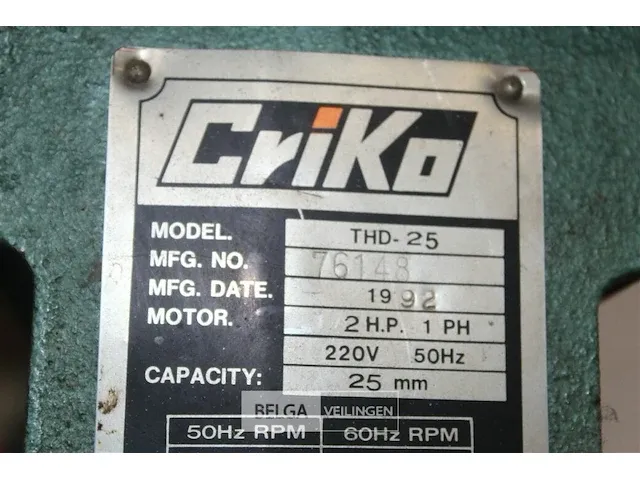 CriKo
MODEL. THD-25
MFG. NO. 76148
MFG. DATE. 1992
MOTOR. 2 H.P. 1 PH
220V 50Hz
CAPACITY: 25 mm
BELGA VEILINGEN
50Hz RPM 60Hz RPM